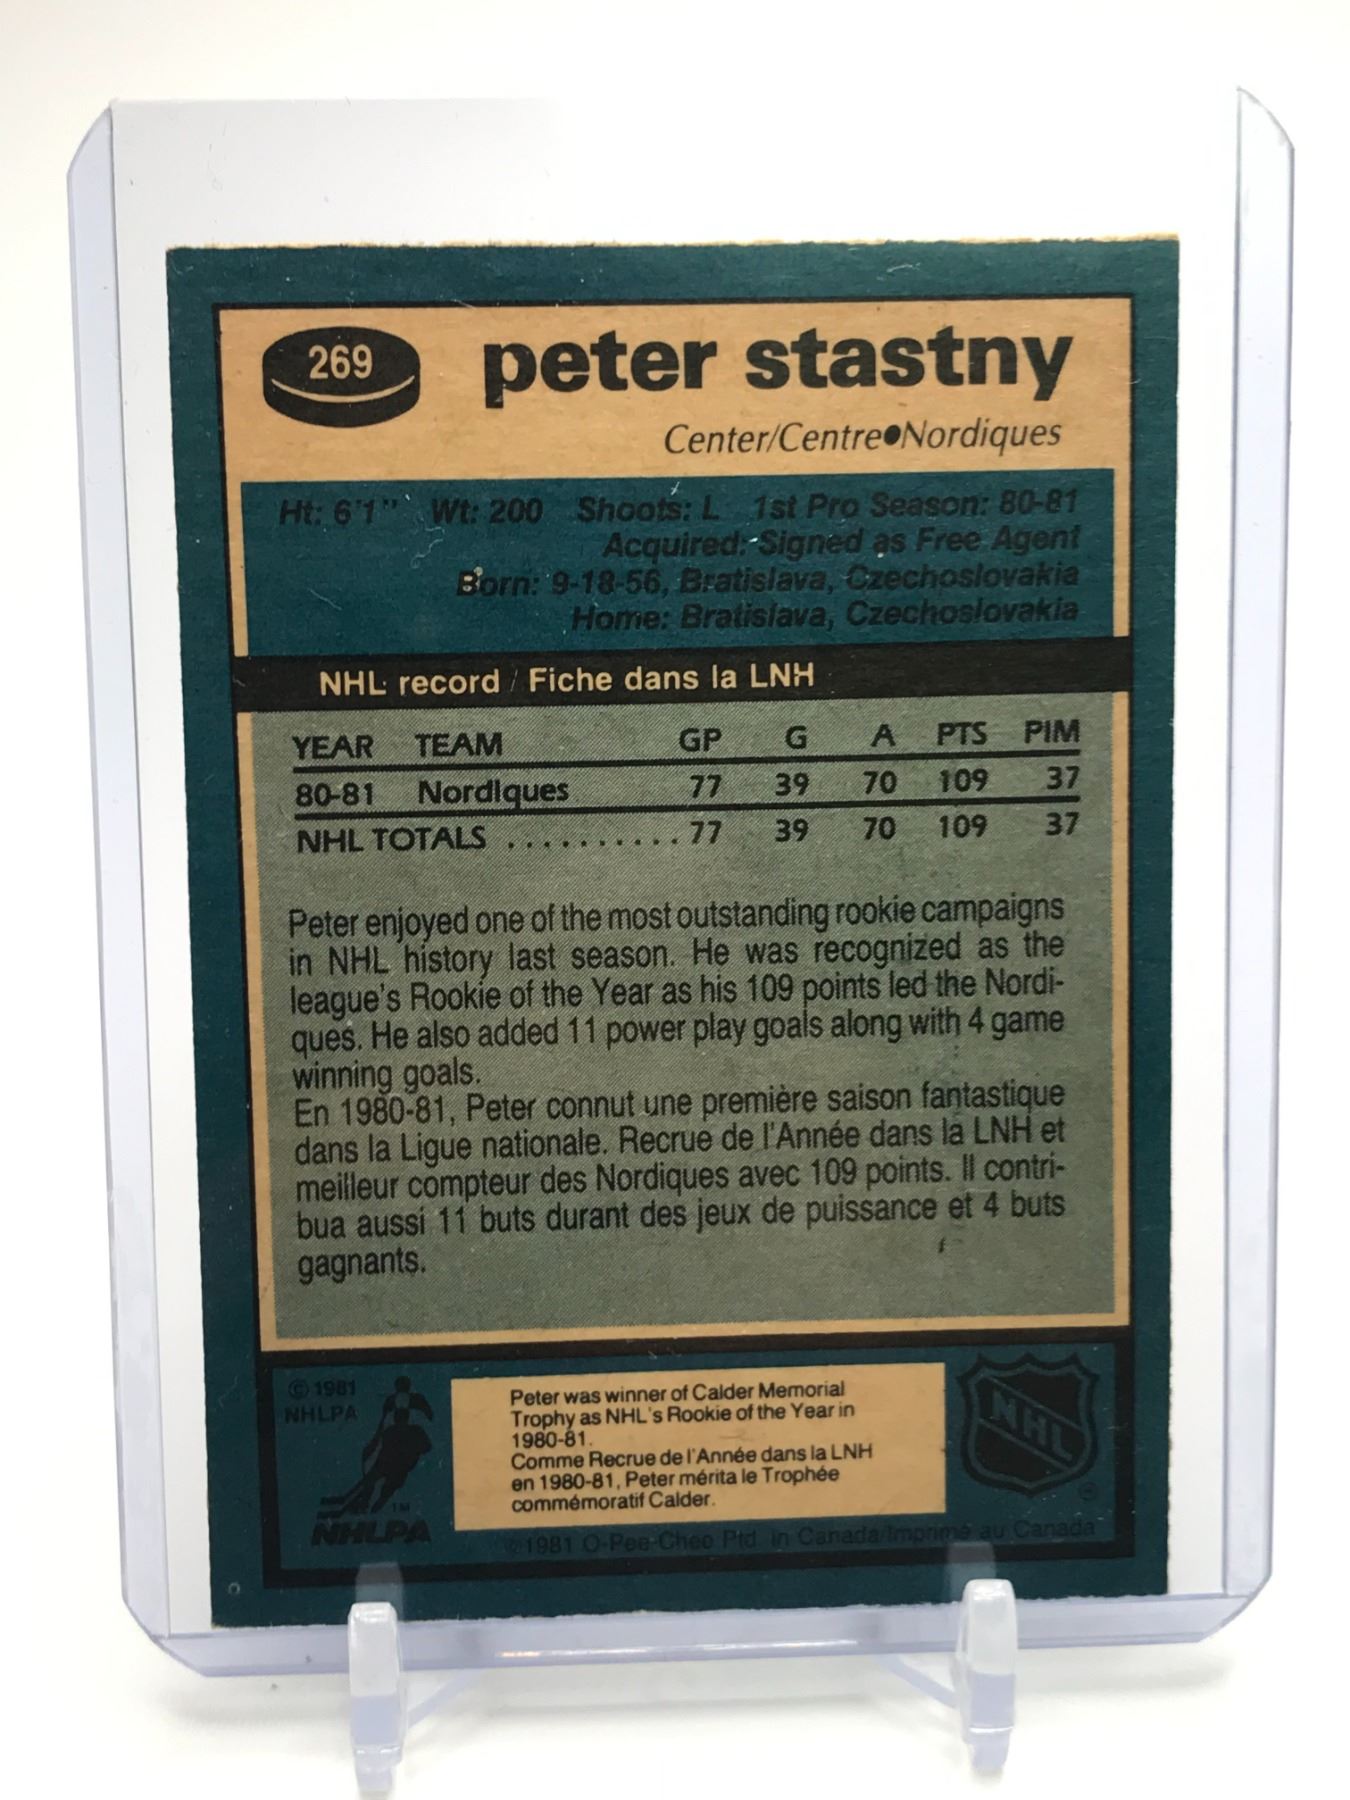 269
peter stastny
Center/Centre●Nordiques
Ht: 6'1" Wt: 200 Shoots: L 1st Pro Season: 80-81
Acquired: Signed as Free Agent
Born: 9-18-56, Bratislava, Czechoslovakia
Home: Bratislava, Czechoslovakia
NHL record / Fiche dans la LNH
YEAR TEAM GP G A PTS PIM
80-81 Nordiques 77 39 70 109 37
NHL TOTALS .......... 77 39 70 109 37
Peter enjoyed one of the most outstanding rookie campaigns
in NHL history last season. He was recognized as the
league's Rookie of the Year as his 109 points led the Nordi-
ques. He also added 11 power play goals along with 4 game
winning goals.
En 1980-81, Peter connut une première saison fantastique
dans la Ligue nationale. Recrue de l'Année dans la LNH et
meilleur compteur des Nordiques avec 109 points. Il contri-
bua aussi 11 buts durant des jeux de puissance et 4 buts
gagnants.
© 1981
NHLPA
TM
NHLPA
Peter was winner of Calder Memorial
Trophy as NHL's Rookie of the Year in
1980-81.
Comme Recrue de l'Année dans la LNH
en 1980-81, Peter mérita le Trophée
commémoratif Calder.
NHL
©1981 O-Pee-Chee Ptd. in Canada/Imprimé au Canada